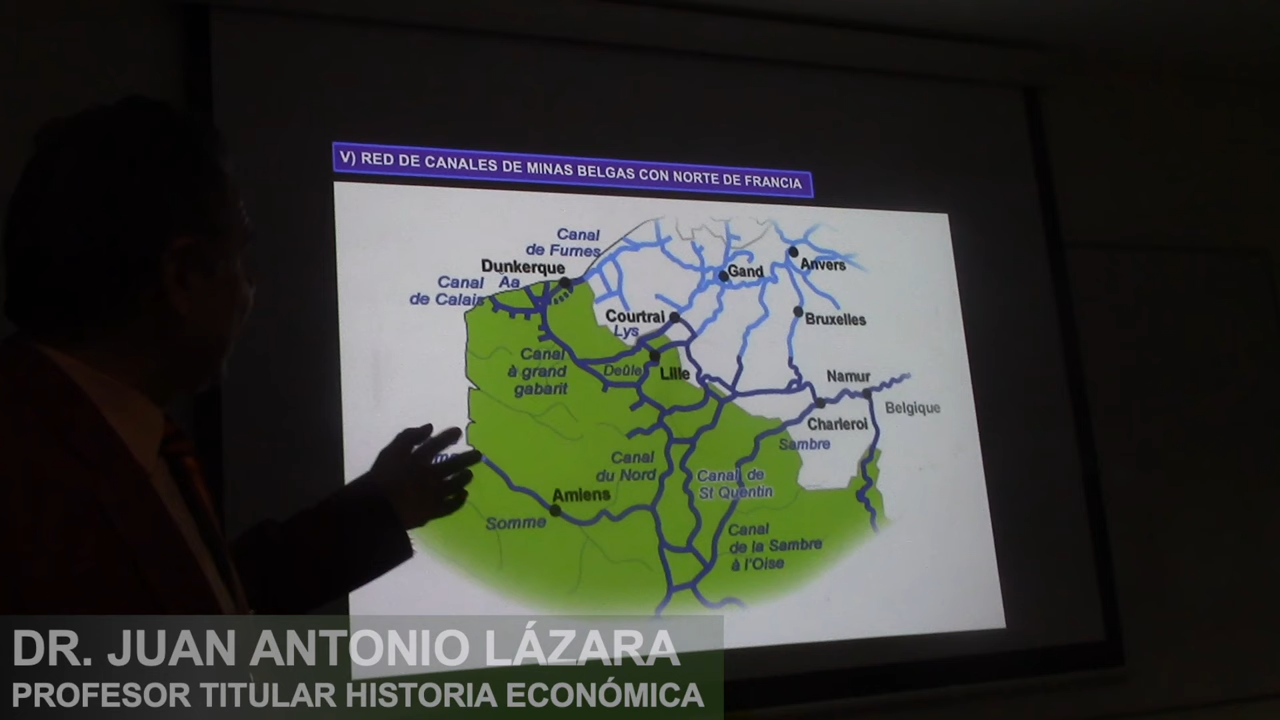 V) RED DE CANALES DE MINAS BELGAS CON NORTE DE FRANCIA
Canal
de Furnes
Dunkerque
Canal Aa
de Calais
Gand
Anvers
Courtrai
Lys
Bruxelles
Canal
à grand
gabarit
Deûle
Lille
Namur
Belgique
Charleroi
Sambre
Canal
du Nord
Canal de
St Quentin
Amiens
Somme
Canal
de la Sambre
à l'Oise
DR. JUAN ANTONIO LÁZARA
PROFESOR TITULAR HISTORIA ECONÓMICA